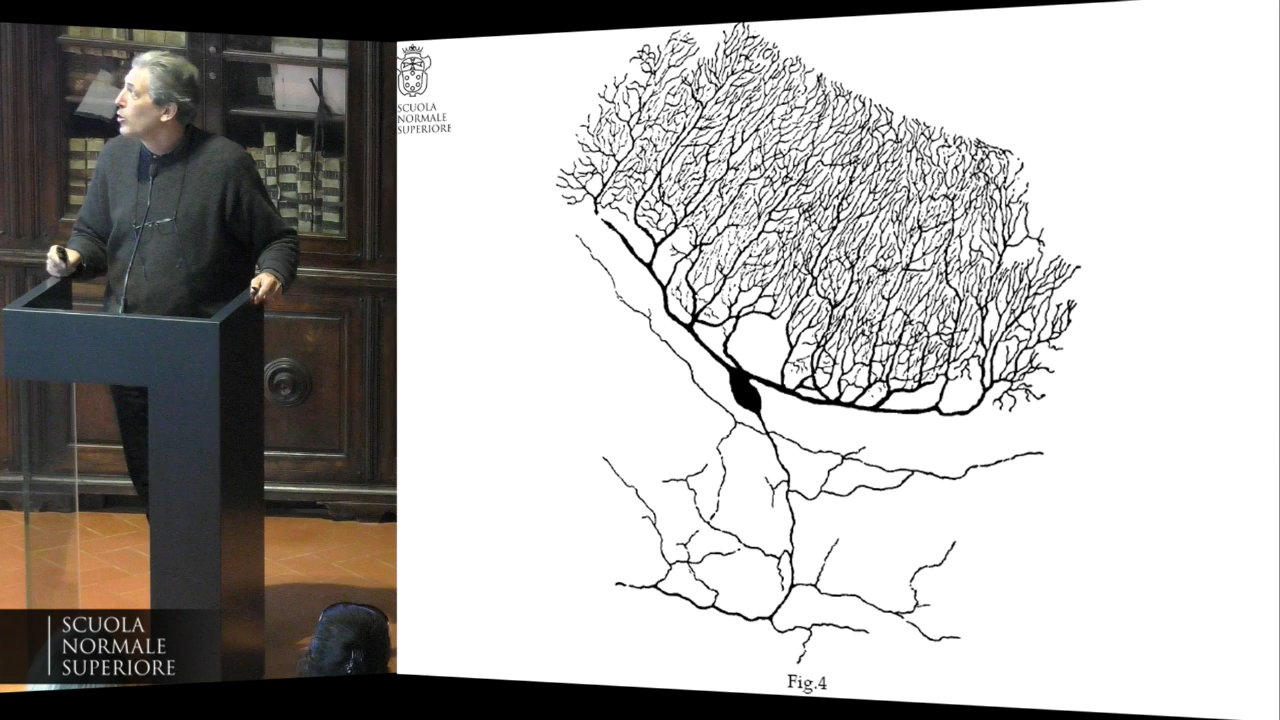 SCUOLA
NORMALE
SUPERIORE
Fig.4
SCUOLA
NORMALE
SUPERIORE